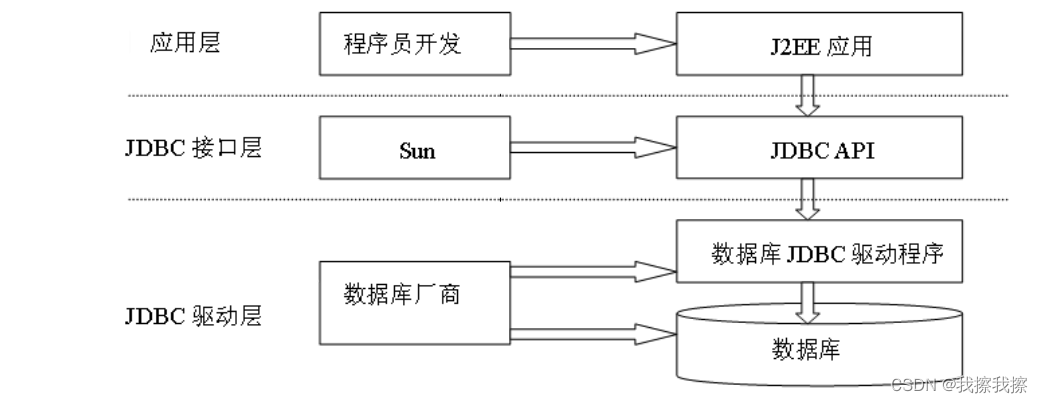 应用层
程序员开发
J2EE 应用
JDBC 接口层
Sun
JDBC API
JDBC 驱动层
数据库厂商
数据库 JDBC 驱动程序
数据库
CSDN @我擦我擦